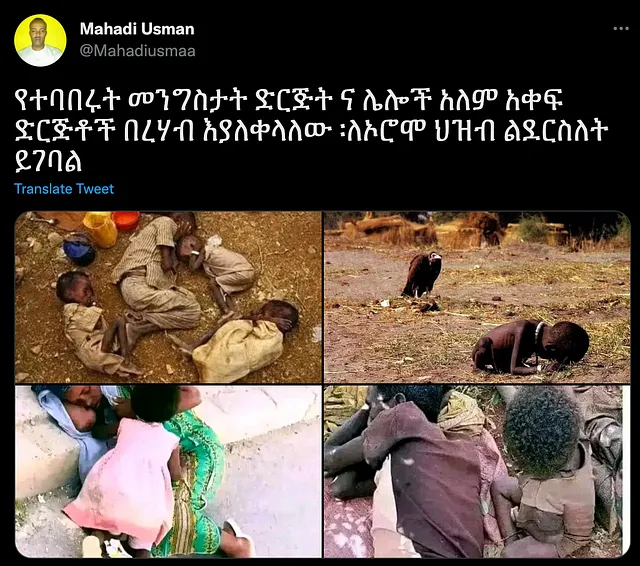 Mahadi Usman
@Mahadiusmaa
የተባበሩት መንግስታት ድርጅት ና ሌሎች አለም አቀፍ
ድርጅቶች በረሃብ እያለቀላለው ፡ለኦሮሞ ህዝብ ልደርስለት
ይገባል
Translate Tweet